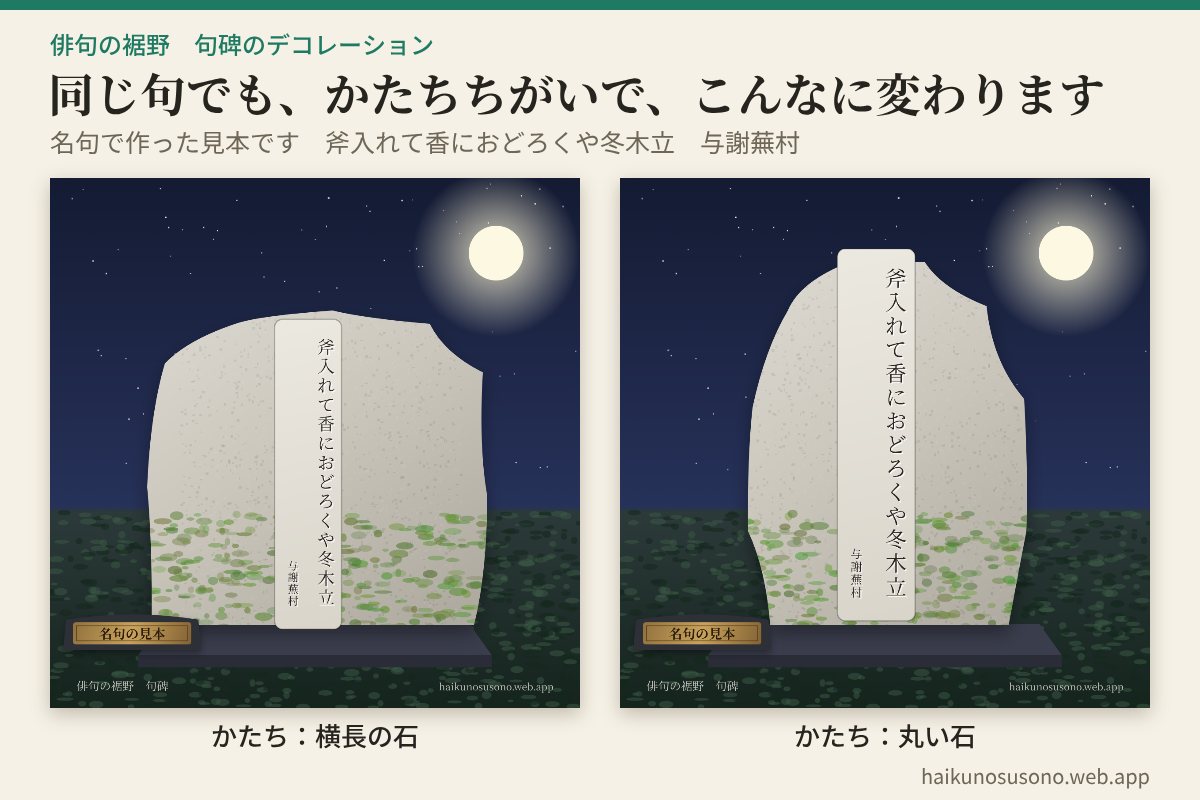 俳句の裾野　句碑のデコレーション
同じ句でも、かたちちがいで、こんなに変わります
名句で作った見本です　斧入れて香におどろくや冬木立　与謝蕪村
斧入れて香におどろくや冬木立
与謝蕪村
名句の見本
俳句の裾野　句碑
haikunosusono.web.app
かたち：横長の石
斧入れて香におどろくや冬木立
与謝蕪村
名句の見本
俳句の裾野　句碑
haikunosusono.web.app
かたち：丸い石
haikunosusono.web.app